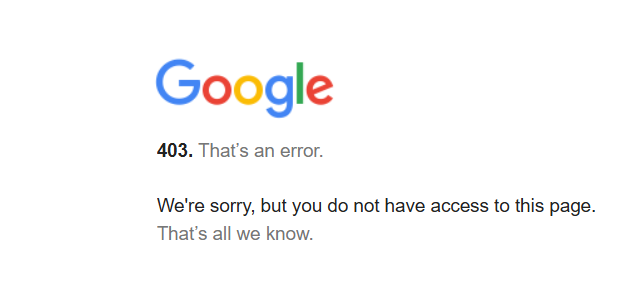 Google
403. That’s an error.
We're sorry, but you do not have access to this page.
That’s all we know.